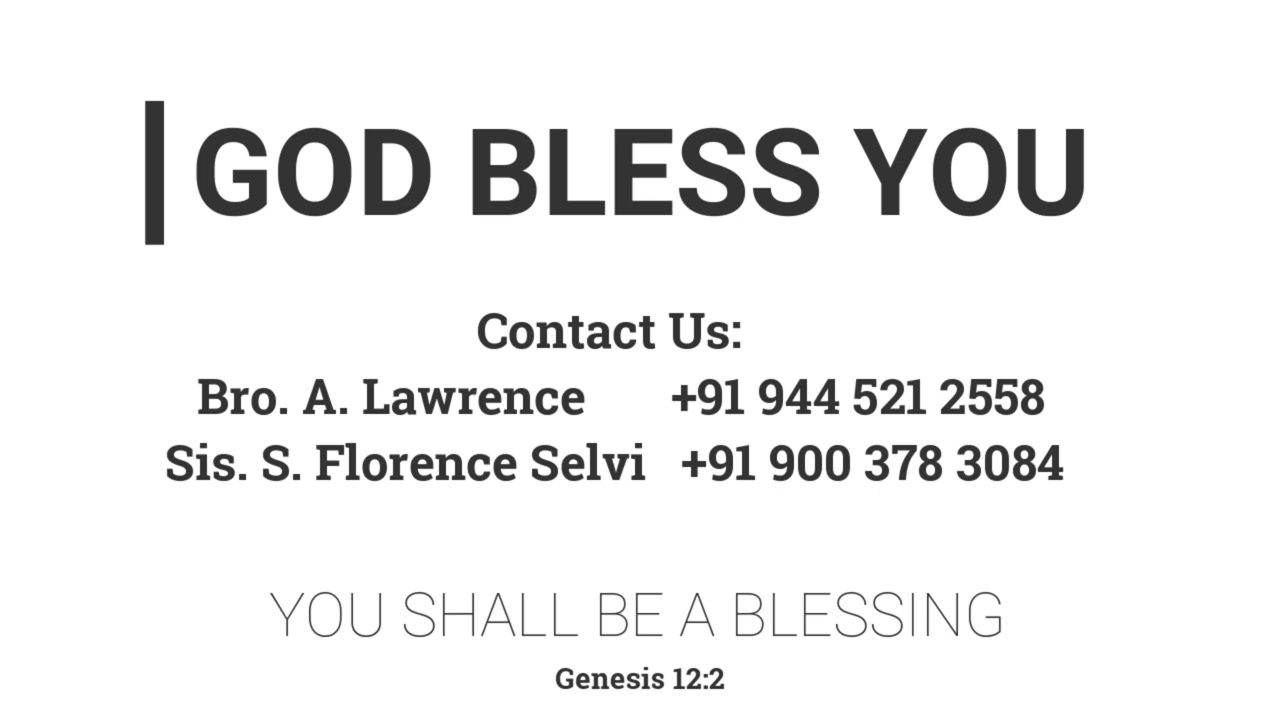 GOD BLESS YOU
Contact Us:
Bro. A. Lawrence +91 944 521 2558
Sis. S. Florence Selvi +91 900 378 3084
YOU SHALL BE A BLESSING
Genesis 12:2